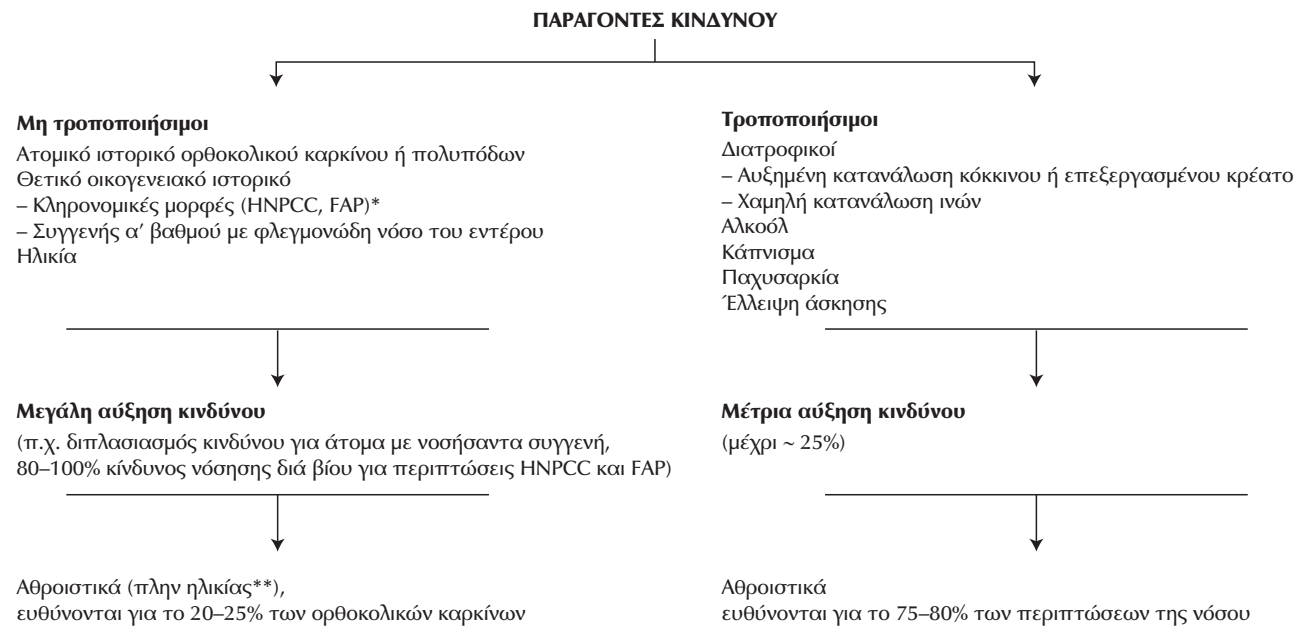 ΠΑΡΑΓΟΝΤΕΣ ΚΙΝΔΥΝΟΥ
Μη τροποποιήσιμοι
Ατομικό ιστορικό ορθοκολικού καρκίνου ή πολυπόδων
Θετικό οικογενειακό ιστορικό
– Κληρονομικές μορφές (HNPCC, FAP)*
– Συγγενής α’ βαθμού με φλεγμονώδη νόσο του εντέρου
Ηλικία
Μεγάλη αύξηση κινδύνου
(π.χ. διπλασιασμός κινδύνου για άτομα με νοσήσαντα συγγενή,
80–100% κίνδυνος νόσησης διά βίου για περιπτώσεις HNPCC και FAP)
Αθροιστικά (πλην ηλικίας**),
ευθύνονται για το 20–25% των ορθοκολικών καρκίνων
Τροποποιήσιμοι
Διατροφικοί
– Αυξημένη κατανάλωση κόκκινου ή επεξεργασμένου κρέατο
– Χαμηλή κατανάλωση ινών
Αλκοόλ
Κάπνισμα
Παχυσαρκία
Έλλειψη άσκησης
Μέτρια αύξηση κινδύνου
(μέχρι ~ 25%)
Αθροιστικά
ευθύνονται για το 75–80% των περιπτώσεων της νόσου